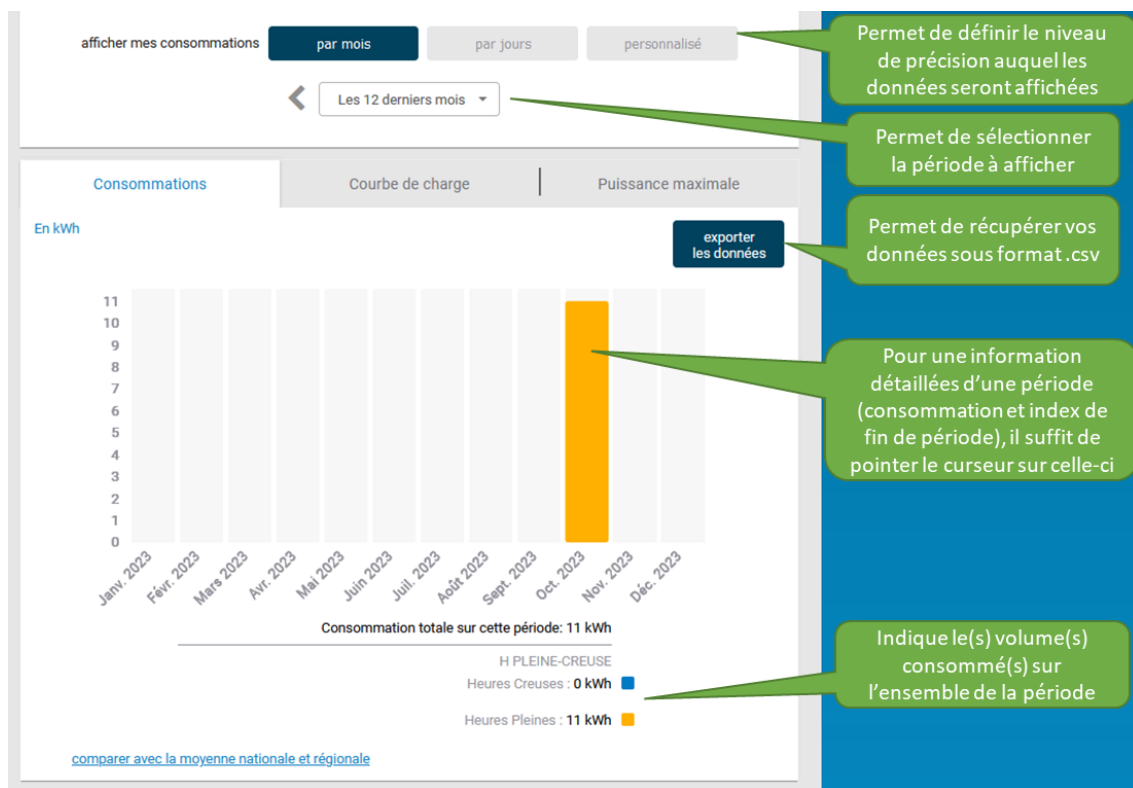 afficher mes consommations
par mois
par jours
personnalisé
Les 12 derniers mois
Permet de définir le niveau
de précision auquel les
données seront affichées
Permet de sélectionner
la période à afficher
Consommations
Courbe de charge
Puissance maximale
En kWh
exporter
les données
Permet de récupérer vos
données sous format .csv
11
10
9
8
7
6
5
4
3
2
1
0
Janv. 2023
Févr. 2023
Mars 2023
Avr. 2023
Mai 2023
Juin 2023
Juil. 2023
Août 2023
Sept. 2023
Oct. 2023
Nov. 2023
Déc. 2023
Pour une information
détaillées d'une période
(consommation et index de
fin de période), il suffit de
pointer le curseur sur celle-ci
Consommation totale sur cette période: 11 kWh
H PLEINE-CREUSE
Heures Creuses : 0 kWh
Heures Pleines : 11 kWh
Indique le(s) volume(s)
consommé(s) sur
l'ensemble de la période
comparer avec la moyenne nationale et régionale